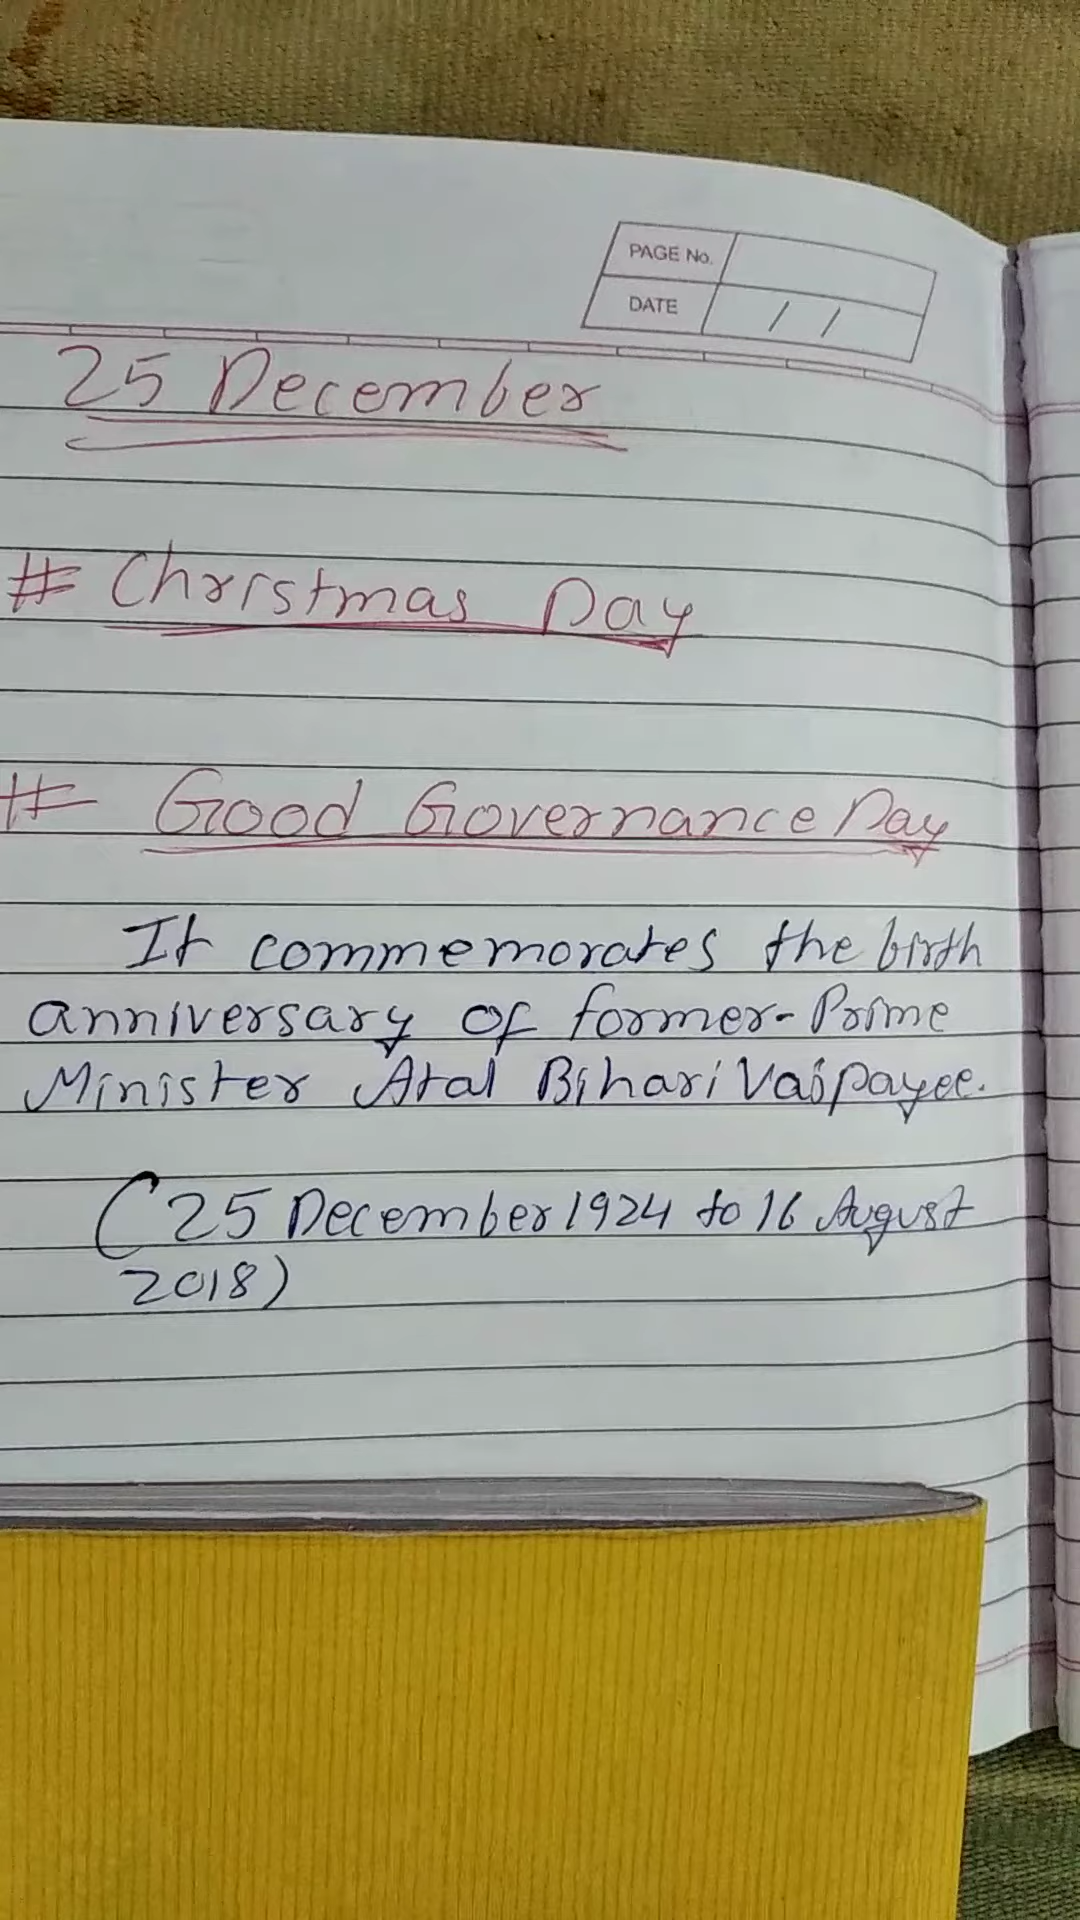 PAGE No.
DATE / /
25 December
# Christmas Day
# Good Governance Day
It commemorates the birth
anniversary of former-Prime
Minister Atal Bihari Vajpayee.
(25 December 1924 to 16 August
2018)